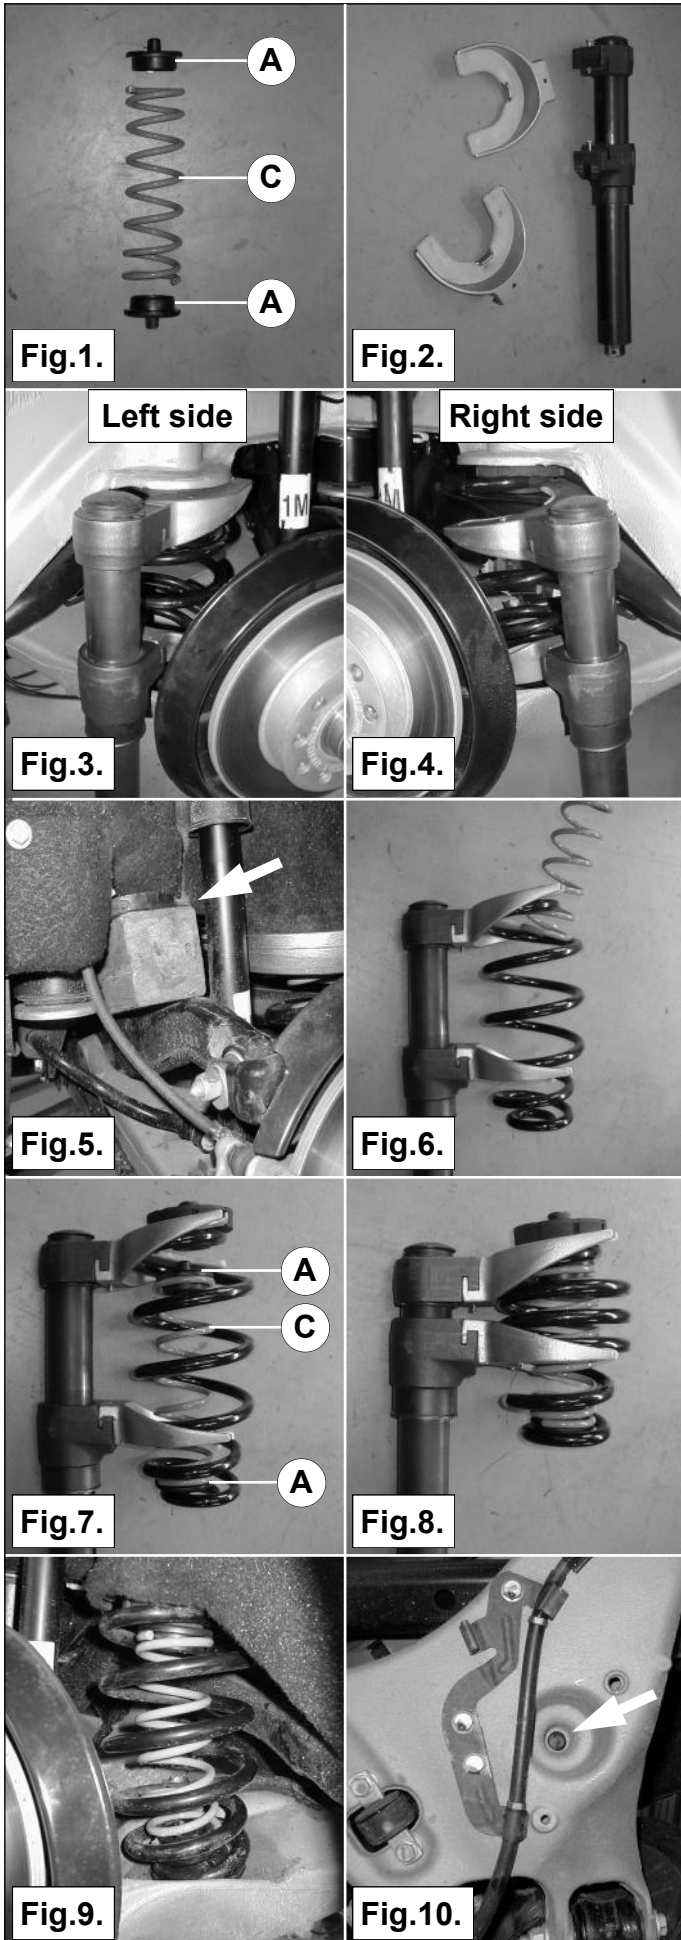 A
C
A
Fig.1.
Fig.2.
Left side
1M
Fig.3.
Right side
M
Fig.4.
Fig.5.
Fig.6.
A
C
A
Fig.7.
Fig.8.
Fig.9.
Fig.10.